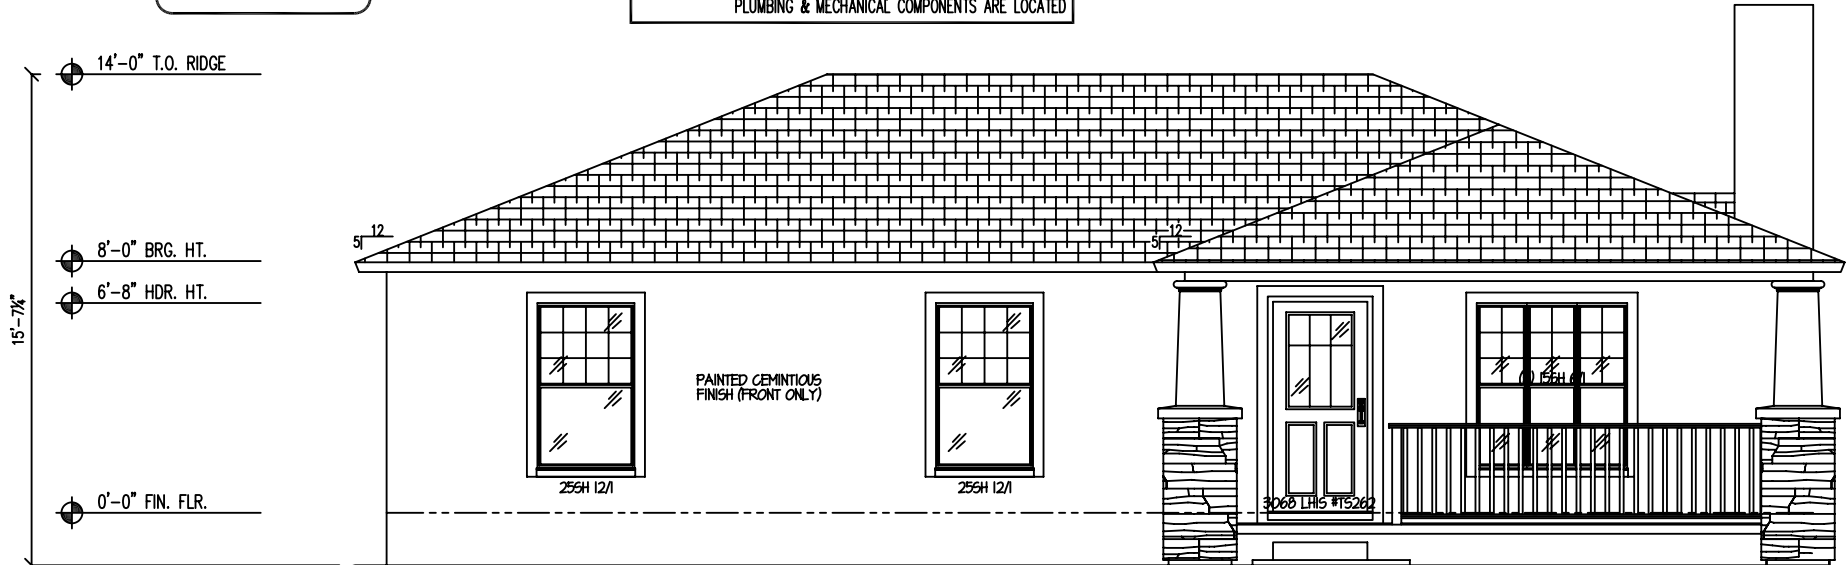 PLUMBING & MECHANICAL COMPONENTS ARE LOCATED
14'-0" T.O. RIDGE
12
5
12
5
8'-0" BRG. HT.
6'-8" HDR. HT.
15'-7¼"
PAINTED CEMINTIOUS
FINISH (FRONT ONLY)
25SH 12/1
25SH 12/1
0'-0" FIN. FLR.
3068 LHIS #TS262